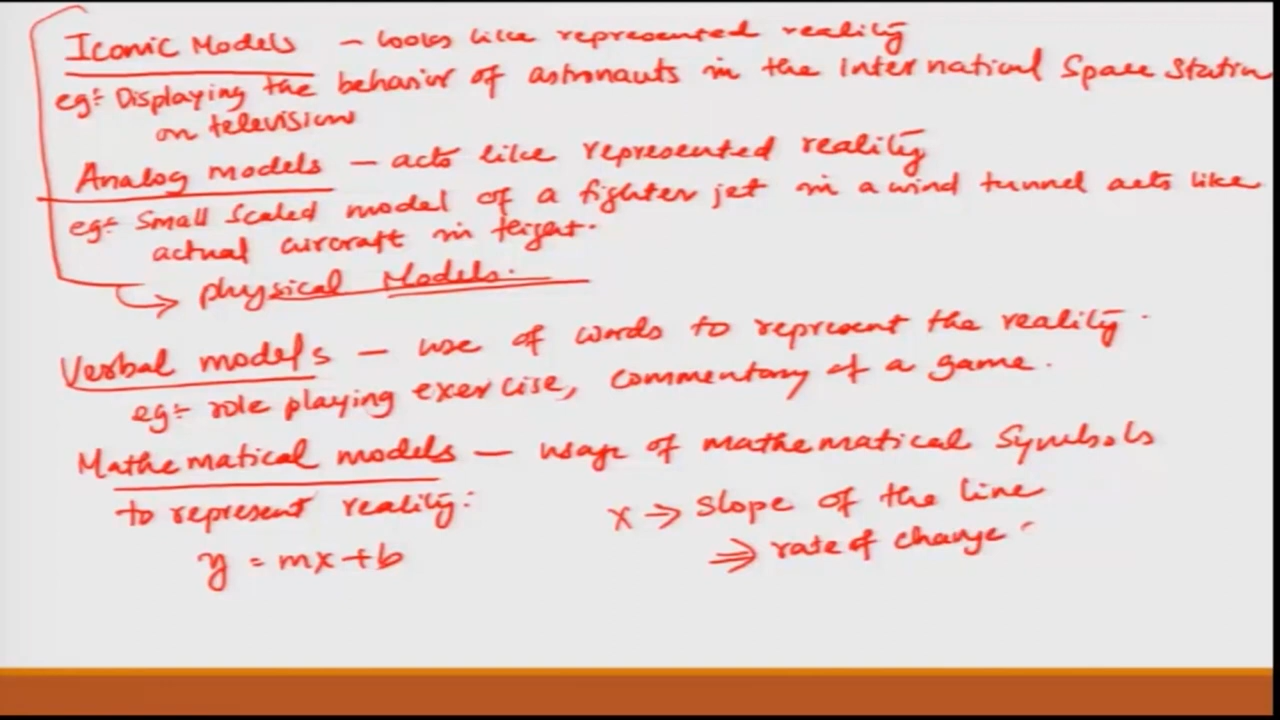 Iconic Models - looks like represented reality
eg:- Displaying the behavior of astronauts in the International Space Station
on television
Analog models - acts like represented reality
eg:- Small scaled model of a fighter jet in a wind tunnel acts like
actual aircraft in
→ physical Models.
Verbal models - use of words to represent the reality.
eg:- role playing exercise, commentary of a game.
Mathematical models - usage of mathematical symbols
to represent reality:
x → slope of the line
⇒ rate of change
y = mx + b